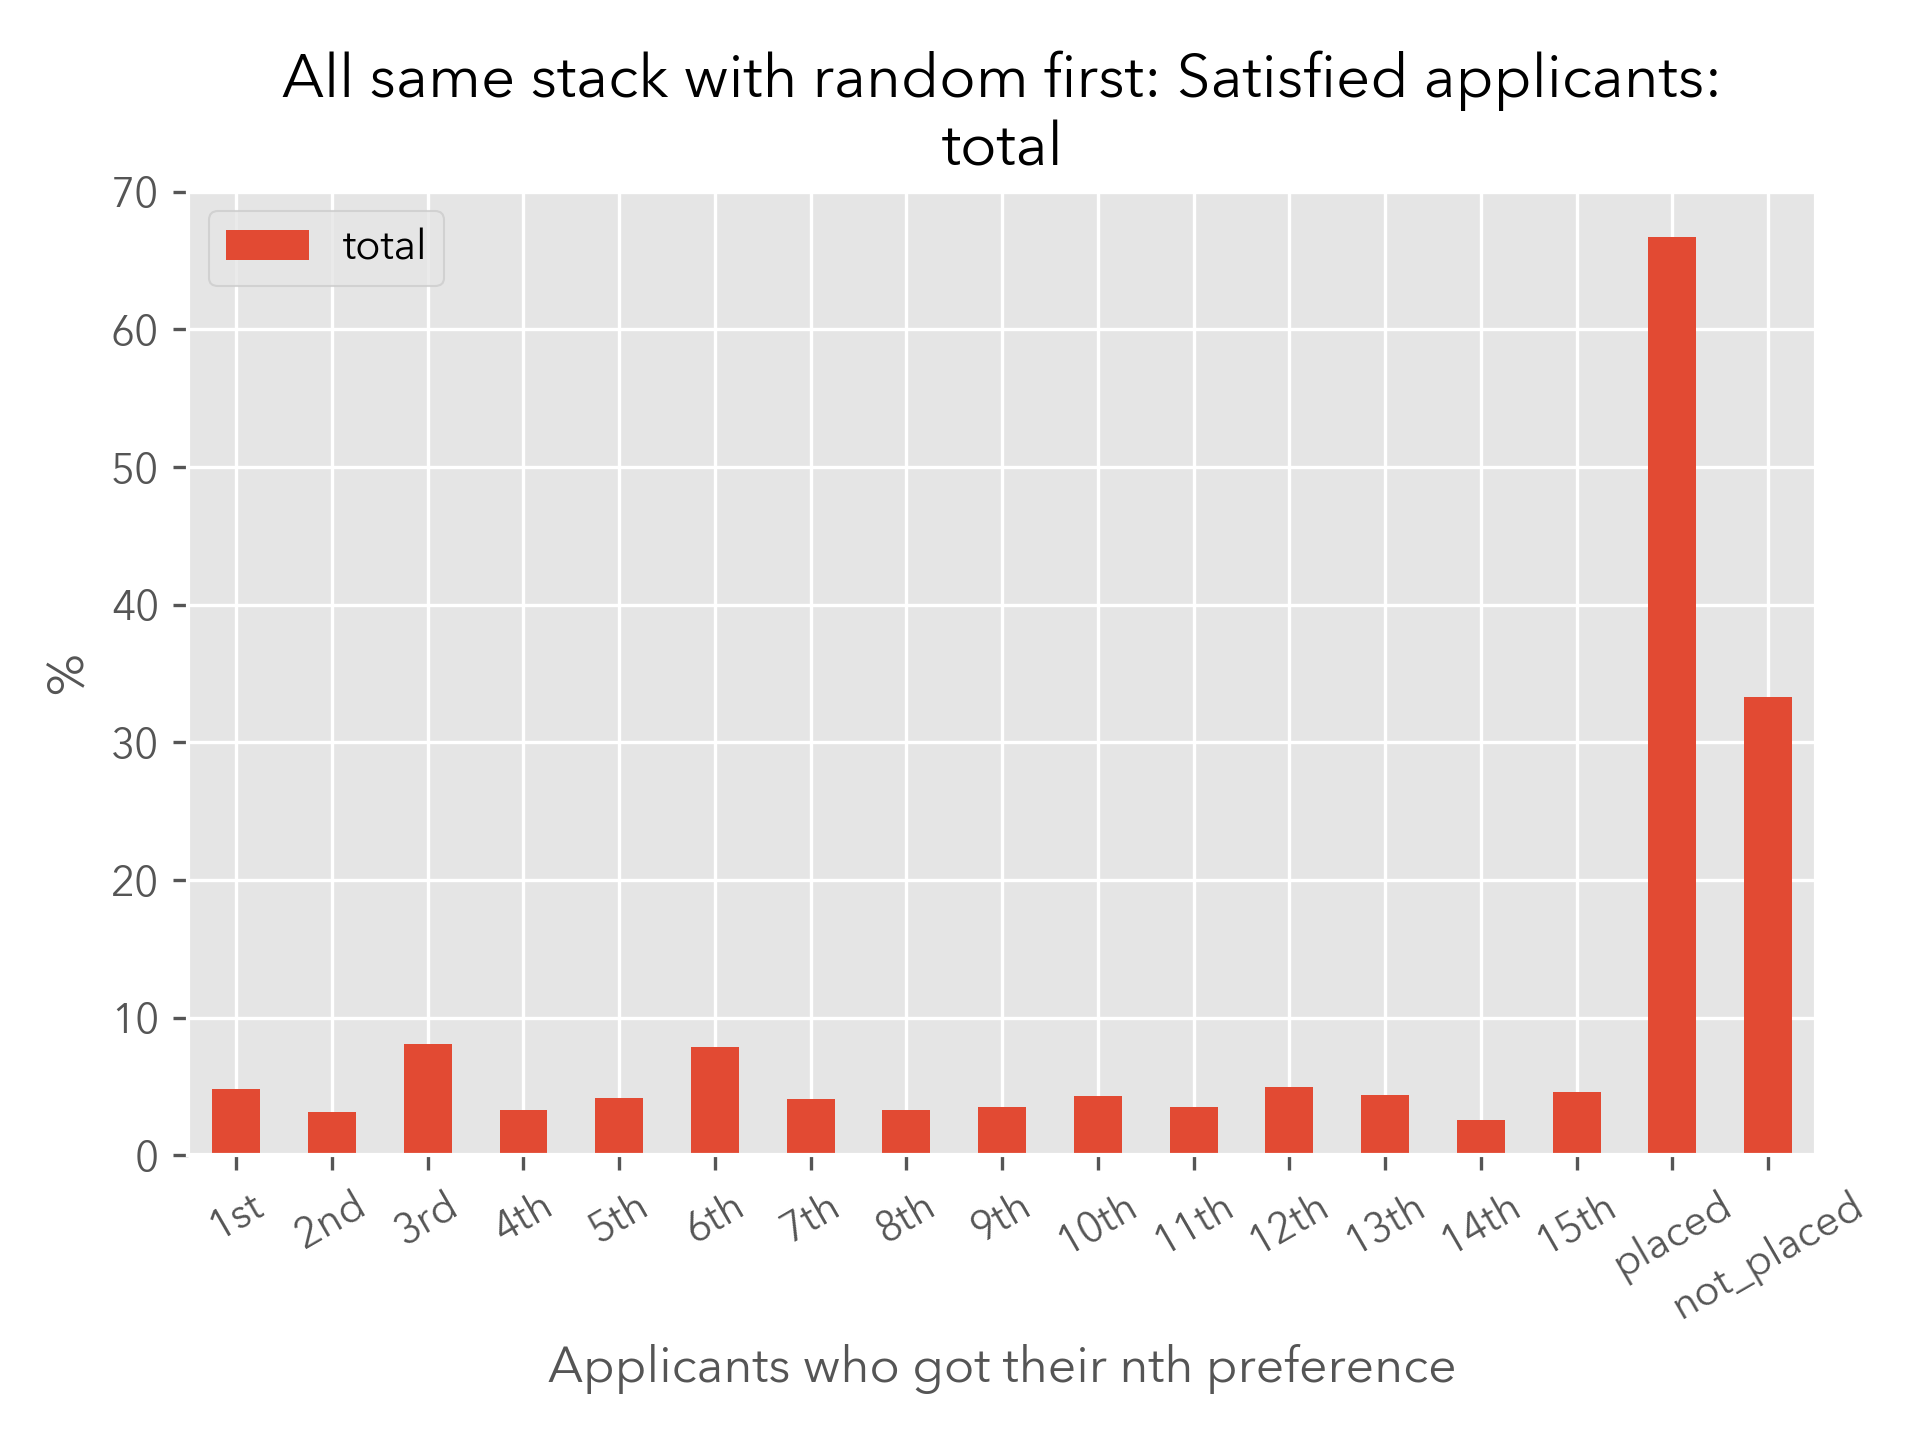 All same stack with random first: Satisfied applicants:
total
total
70
60
50
40
30
20
10
0
%
1st 2nd 3rd 4th 5th 6th 7th 8th 9th 10th 11th 12th 13th 14th 15th placed not_placed
Applicants who got their nth preference